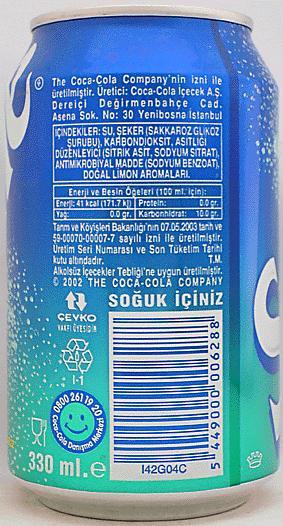 The Coca-Cola Company'nin izni ile
üretilmiştir. Üretici: Coca-Cola İçecek A.Ş.
Dereiçi Değirmenbahçe Cad.
Asena Sok. No: 30 Yenibosna İstanbul
İÇİNDEKİLER: SU, ŞEKER (SAKKAROZ GLİKOZ
ŞURUBU), KARBONDİOKSİT, ASİTLİĞİ
DÜZENLEYİCİ (SİTRİK ASİT, SODYUM SİTRAT),
ANTİMİKROBİYAL MADDE (SODYUM BENZOAT),
DOĞAL LİMON AROMALARI.
Enerji ve Besin Öğeleri (100 ml. için):
Enerji: 41 kcal (171.7 kj) Protein: 0.0 gr.
Yağ: 0.0 gr. Karbonhidrat: 10.0 gr.
Tarım ve Köyişleri Bakanlığı'nın 07.05.2003 tarih ve
59-00070-00007-7 sayılı izni ile üretilmiştir.
Üretim Seri Numarası ve Son Tüketim Tarihi
kutu altındadır. T.M.
Alkolsüz İçecekler Tebliği'ne uygun üretilmiştir.
© 2002 THE COCA-COLA COMPANY
SOĞUK İÇİNİZ
ÇEVKO
VAKFI ÜYESİDİR
1-1
0800 261 19 20
Coca-Cola Danışma Merkezi
330 ml. e
I42G04C
5 449000 006288